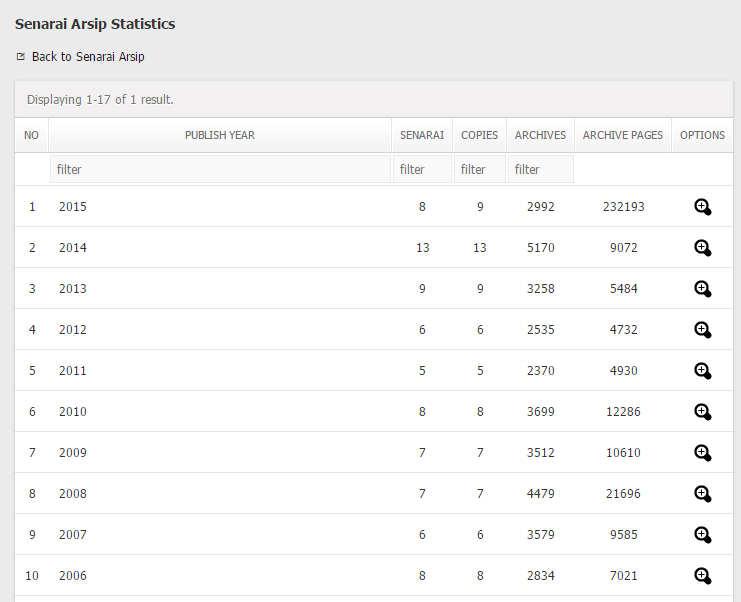 Senarai Arsip Statistics
Back to Senarai Arsip
Displaying 1-17 of 1 result.
NO PUBLISH YEAR SENARAI COPIES ARCHIVES ARCHIVE PAGES OPTIONS
filter filter filter filter
1 2015 8 9 2992 232193
2 2014 13 13 5170 9072
3 2013 9 9 3258 5484
4 2012 6 6 2535 4732
5 2011 5 5 2370 4930
6 2010 8 8 3699 12286
7 2009 7 7 3512 10610
8 2008 7 7 4479 21696
9 2007 6 6 3579 9585
10 2006 8 8 2834 7021